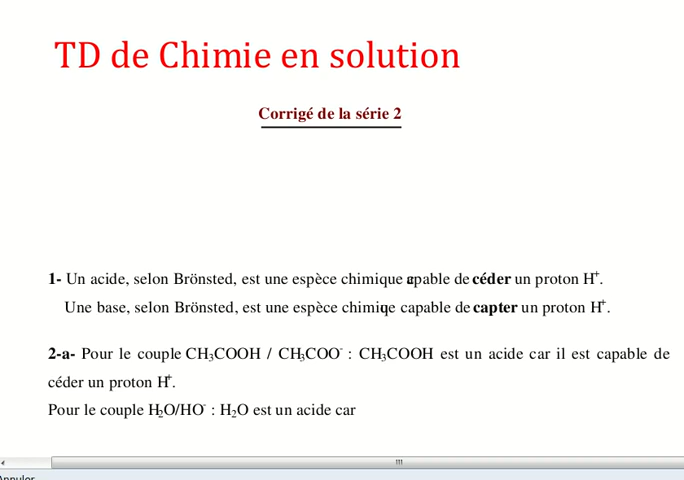 TD de Chimie en solution
Corrigé de la série 2
1- Un acide, selon Brönsted, est une espèce chimique capable de céder un proton H⁺.
Une base, selon Brönsted, est une espèce chimique capable de capter un proton H⁺.
2-a- Pour le couple CH₃COOH / CH₃COO⁻ : CH₃COOH est un acide car il est capable de
céder un proton H⁺.
Pour le couple H₂O/HO⁻ : H₂O est un acide car
Annuler